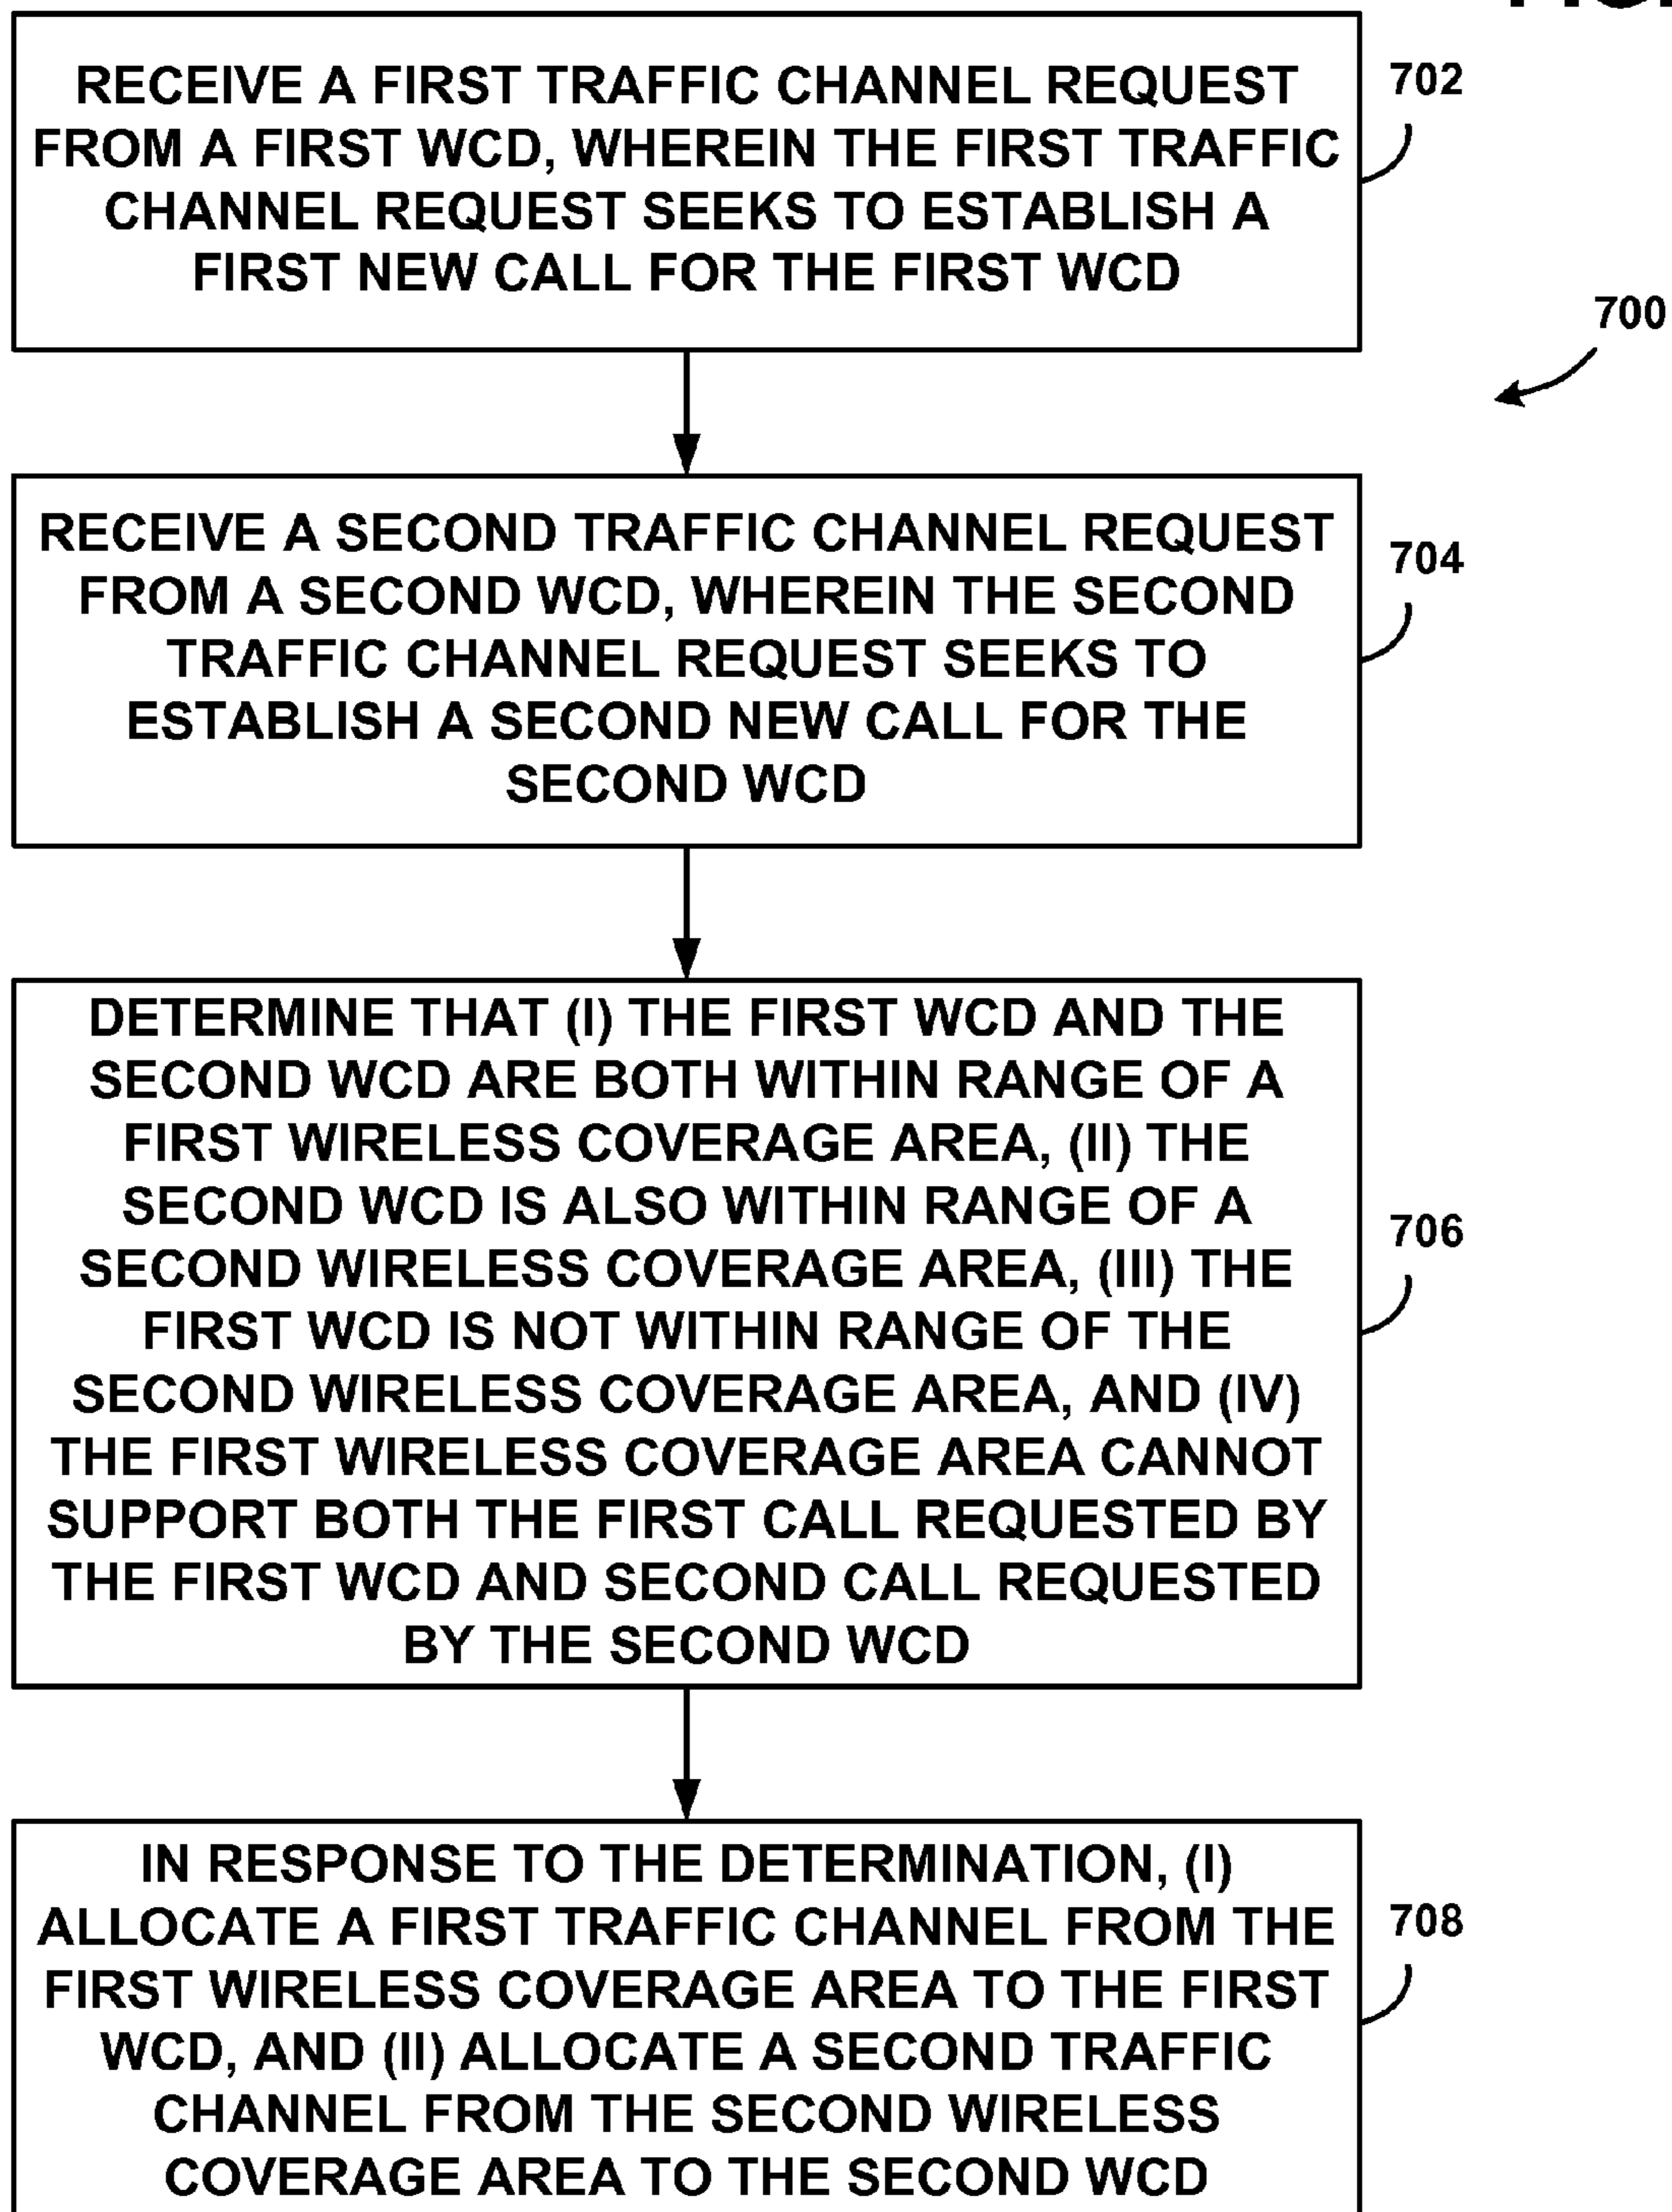 RECEIVE A FIRST TRAFFIC CHANNEL REQUEST
FROM A FIRST WCD, WHEREIN THE FIRST TRAFFIC
CHANNEL REQUEST SEEKS TO ESTABLISH A
FIRST NEW CALL FOR THE FIRST WCD
702
700
RECEIVE A SECOND TRAFFIC CHANNEL REQUEST
FROM A SECOND WCD, WHEREIN THE SECOND
TRAFFIC CHANNEL REQUEST SEEKS TO
ESTABLISH A SECOND NEW CALL FOR THE
SECOND WCD
704
DETERMINE THAT (I) THE FIRST WCD AND THE
SECOND WCD ARE BOTH WITHIN RANGE OF A
FIRST WIRELESS COVERAGE AREA, (II) THE
SECOND WCD IS ALSO WITHIN RANGE OF A
SECOND WIRELESS COVERAGE AREA, (III) THE
FIRST WCD IS NOT WITHIN RANGE OF THE
SECOND WIRELESS COVERAGE AREA, AND (IV)
THE FIRST WIRELESS COVERAGE AREA CANNOT
SUPPORT BOTH THE FIRST CALL REQUESTED BY
THE FIRST WCD AND SECOND CALL REQUESTED
BY THE SECOND WCD
706
IN RESPONSE TO THE DETERMINATION, (I)
ALLOCATE A FIRST TRAFFIC CHANNEL FROM THE
FIRST WIRELESS COVERAGE AREA TO THE FIRST
WCD, AND (II) ALLOCATE A SECOND TRAFFIC
CHANNEL FROM THE SECOND WIRELESS
COVERAGE AREA TO THE SECOND WCD
708